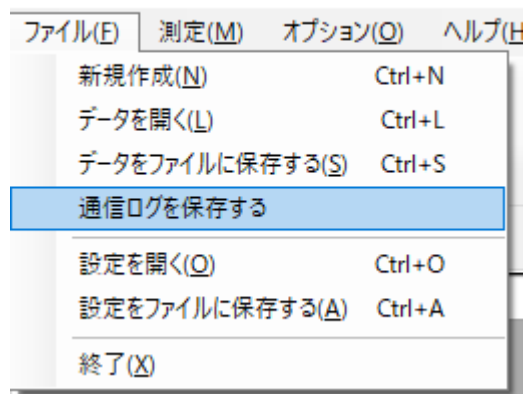 ファイル(F) 測定(M) オプション(O) ヘルプ(H
新規作成(N) Ctrl+N
データを開く(L) Ctrl+L
データをファイルに保存する(S) Ctrl+S
通信ログを保存する
設定を開く(O) Ctrl+O
設定をファイルに保存する(A) Ctrl+A
終了(X)